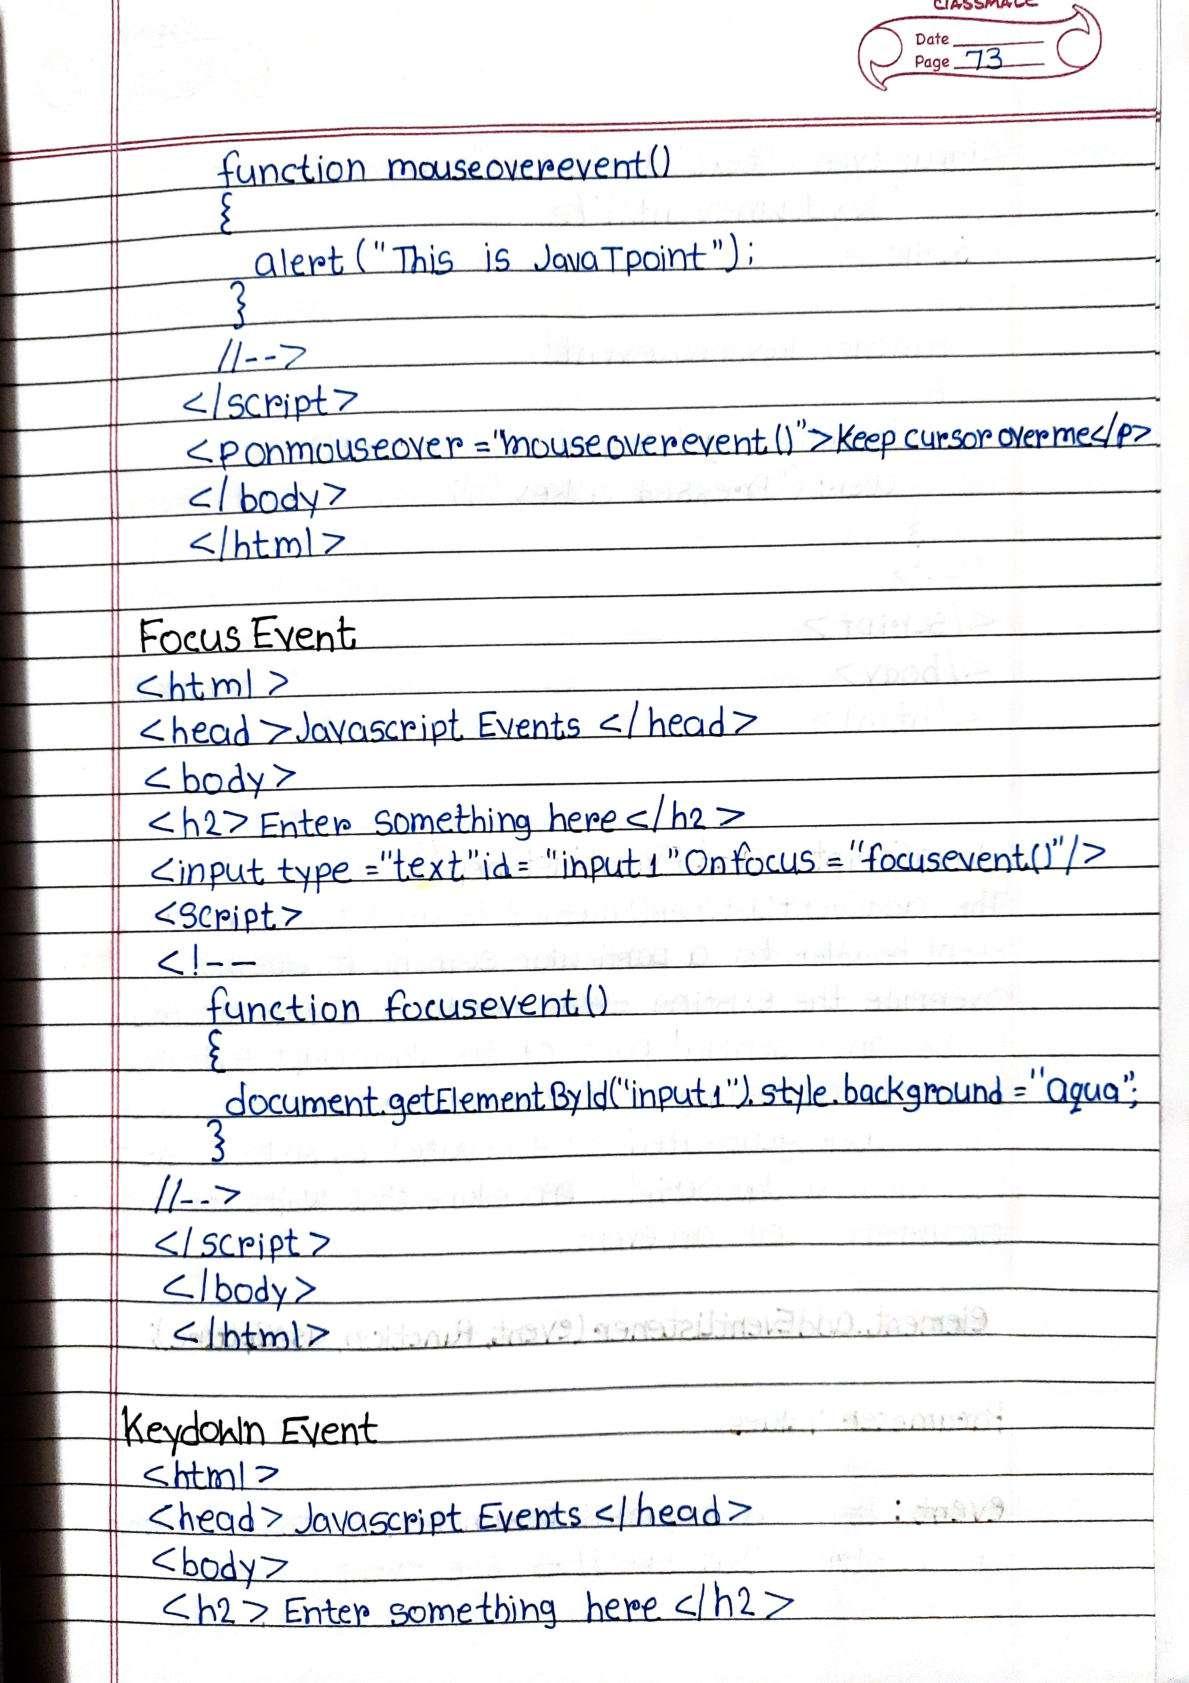 classmate
Date
Page 73
function mouseoverevent()
{
alert("This is JavaTpoint");
}
//-->
</script>
<p onmouseover="mouseoverevent()">Keep cursor over me</p>
</body>
</html>
Focus Event
<html>
<head>Javascript Events </head>
<body>
<h2> Enter something here </h2>
<input type="text" id="input1" Onfocus="focusevent()"/>
<script>
<!--
function focusevent()
{
document.getElementById("input1").style.background="aqua";
}
//-->
</script>
</body>
</html>
Keydown Event
<html>
<head> Javascript Events </head>
<body>
<h2> Enter something here </h2>